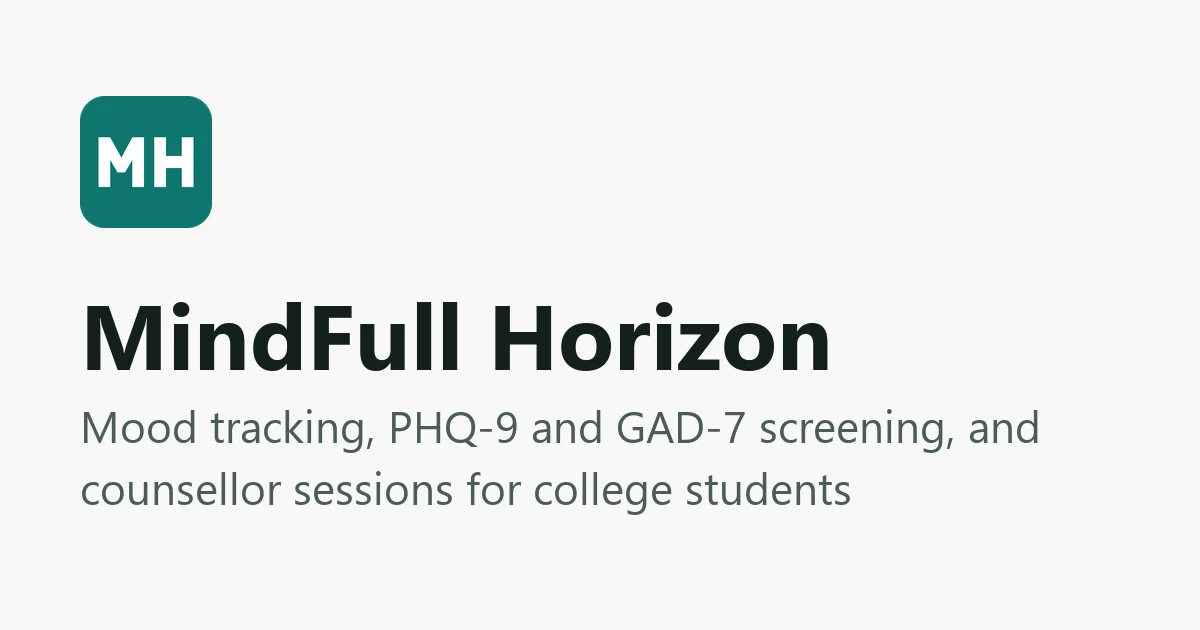 MH
MindFull Horizon
Mood tracking, PHQ-9 and GAD-7 screening, and
counsellor sessions for college students